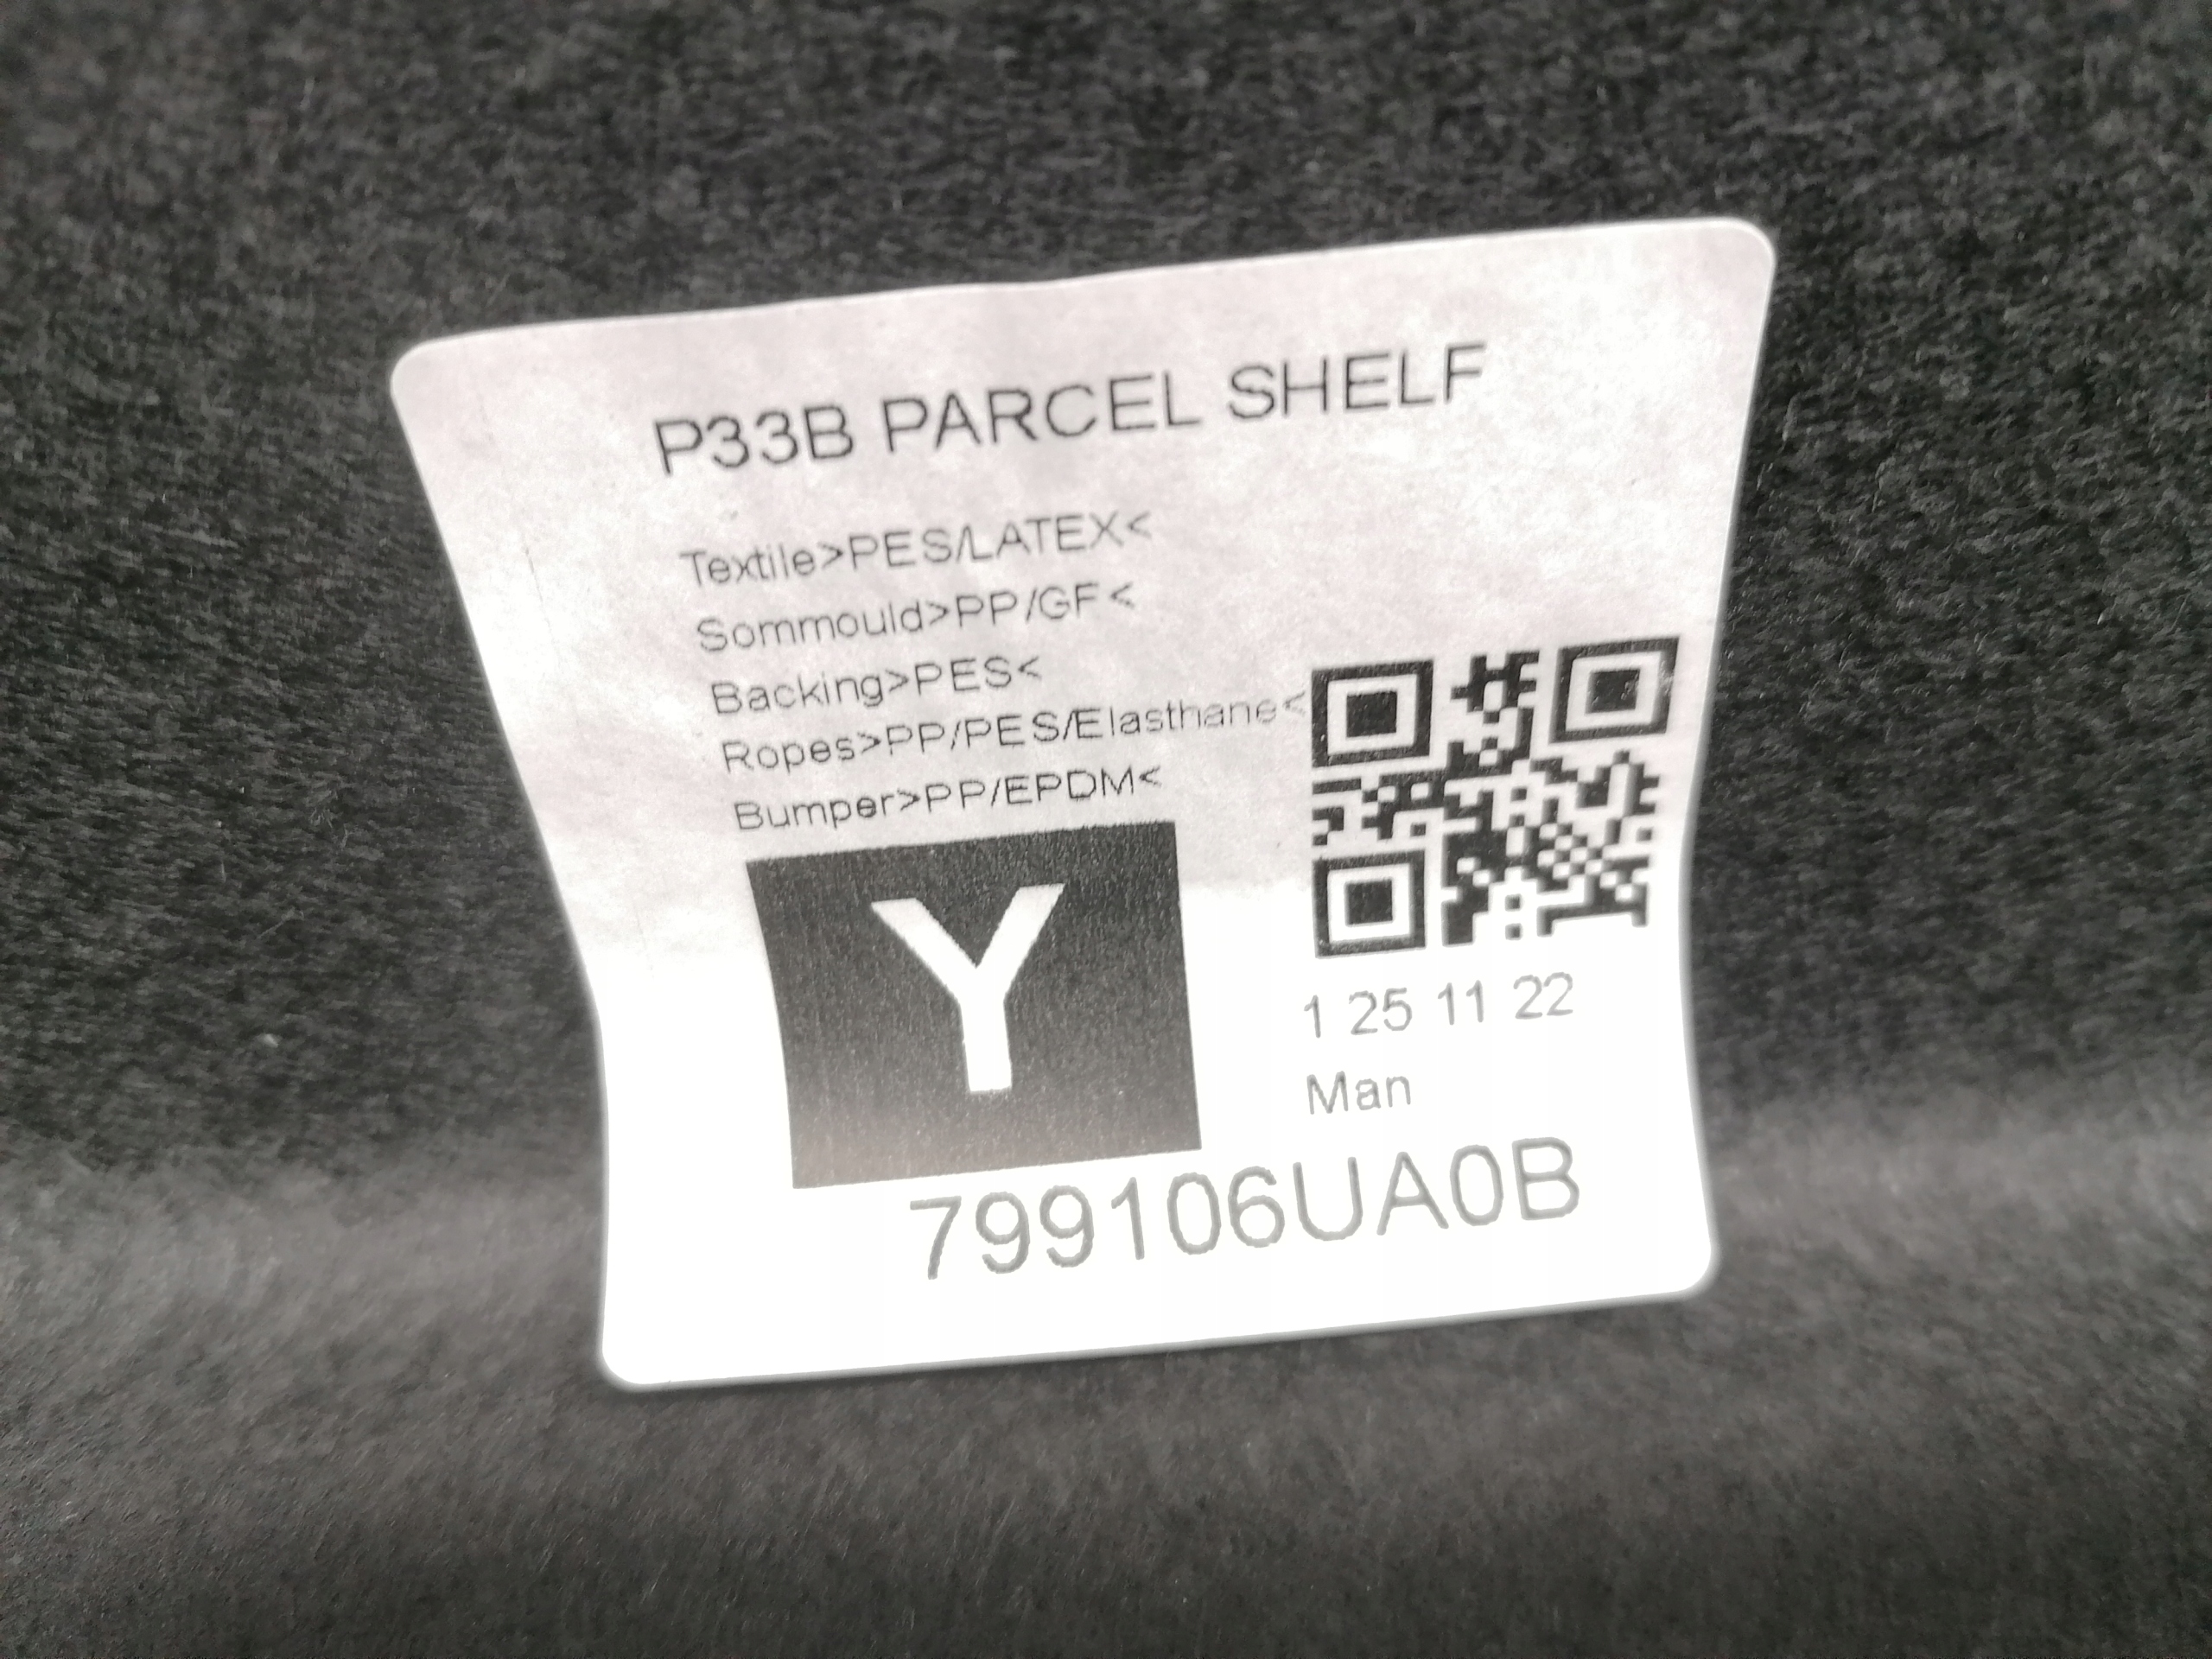 P33B PARCEL SHELF
Textile>PES/LATEX<
Sommould>PP/GF<
Backing>PES<
Ropes>PP/PES/Elasthane<
Bumper>PP/EPDM<
Y
1 25 11 22
Man
799106UA0B